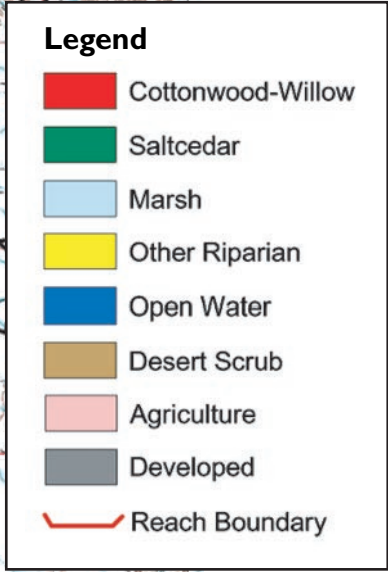 Legend
Cottonwood-Willow
Saltcedar
Marsh
Other Riparian
Open Water
Desert Scrub
Agriculture
Developed
Reach Boundary